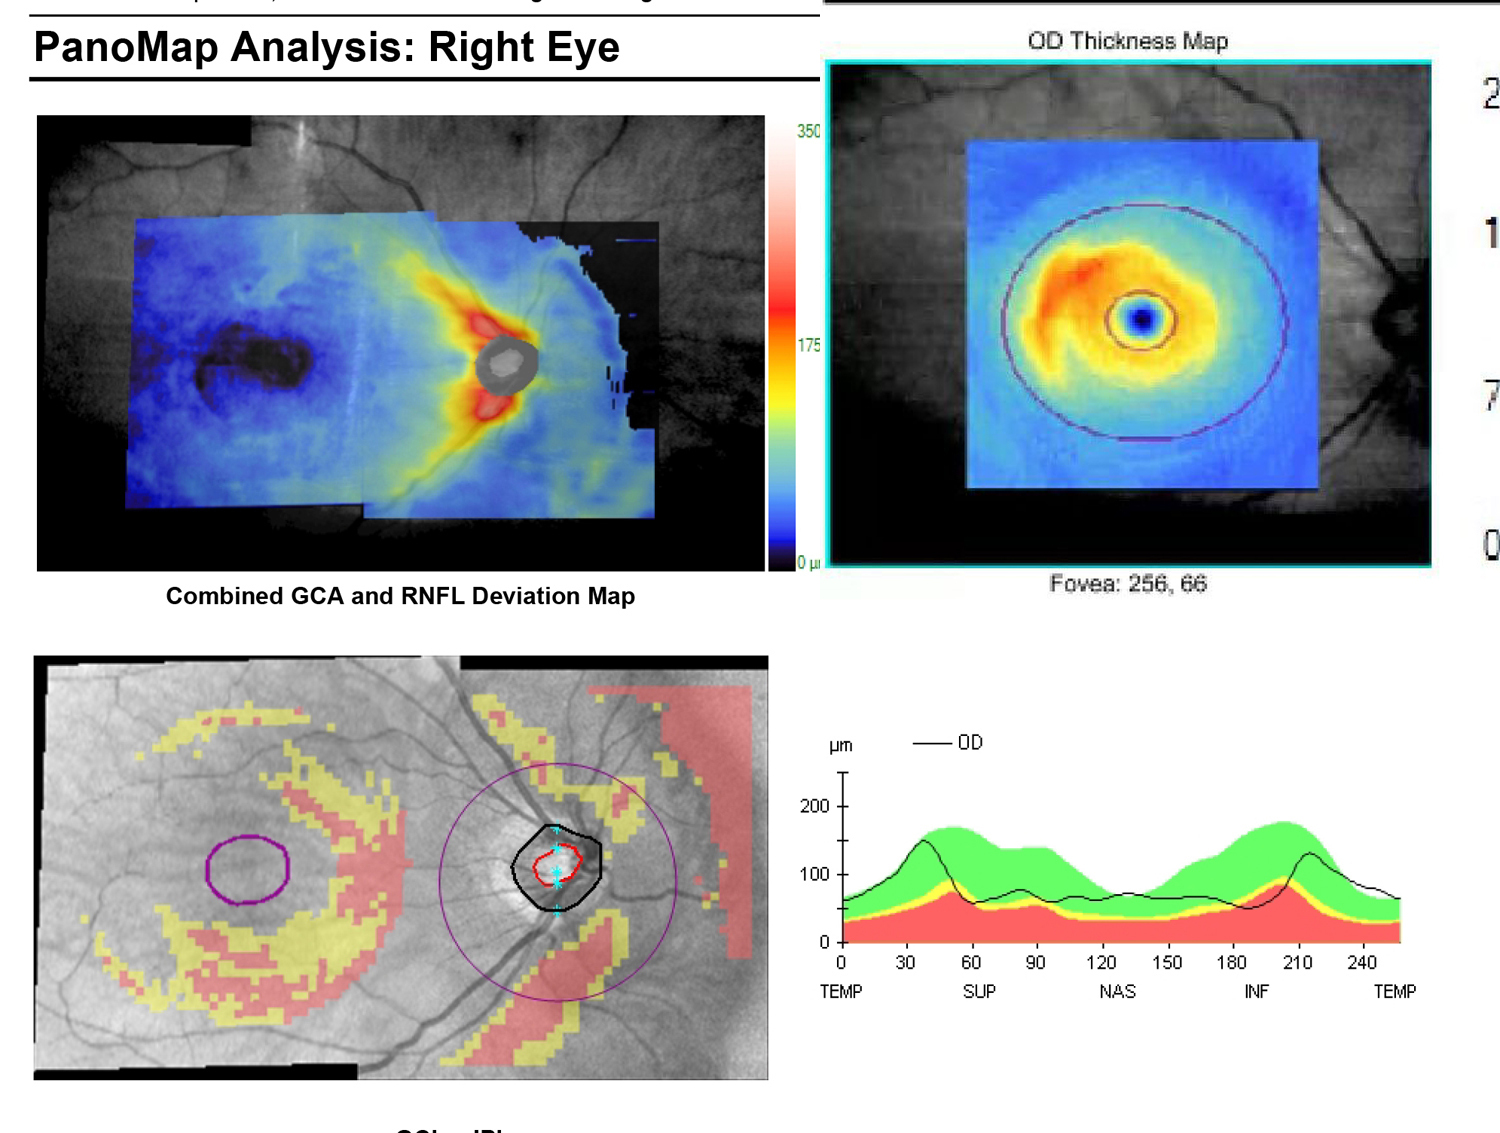 PanoMap Analysis: Right Eye
OD Thickness Map
350
175
0 µ
2
1
7
0
Fovea: 256, 66
Combined GCA and RNFL Deviation Map
µm
OD
200
100
0
0 30 60 90 120 150 180 210 240
TEMP SUP NAS INF TEMP